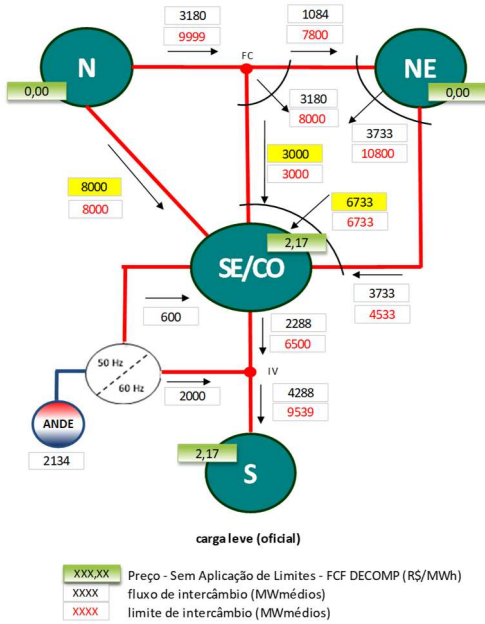 3180
9999
1084
7800
FC
N
NE
0,00
0,00
3180
8000
3733
10800
8000
8000
3000
3000
6733
6733
2,17
SE/CO
3733
4533
600
2288
6500
50 Hz
60 Hz
IV
2000
4288
9539
ANDE
2134
2,17
S
carga leve (oficial)
XXX,XX Preço - Sem Aplicação de Limites - FCF DECOMP (R$/MWh)
XXXX fluxo de intercâmbio (MWmédios)
XXXX limite de intercâmbio (MWmédios)